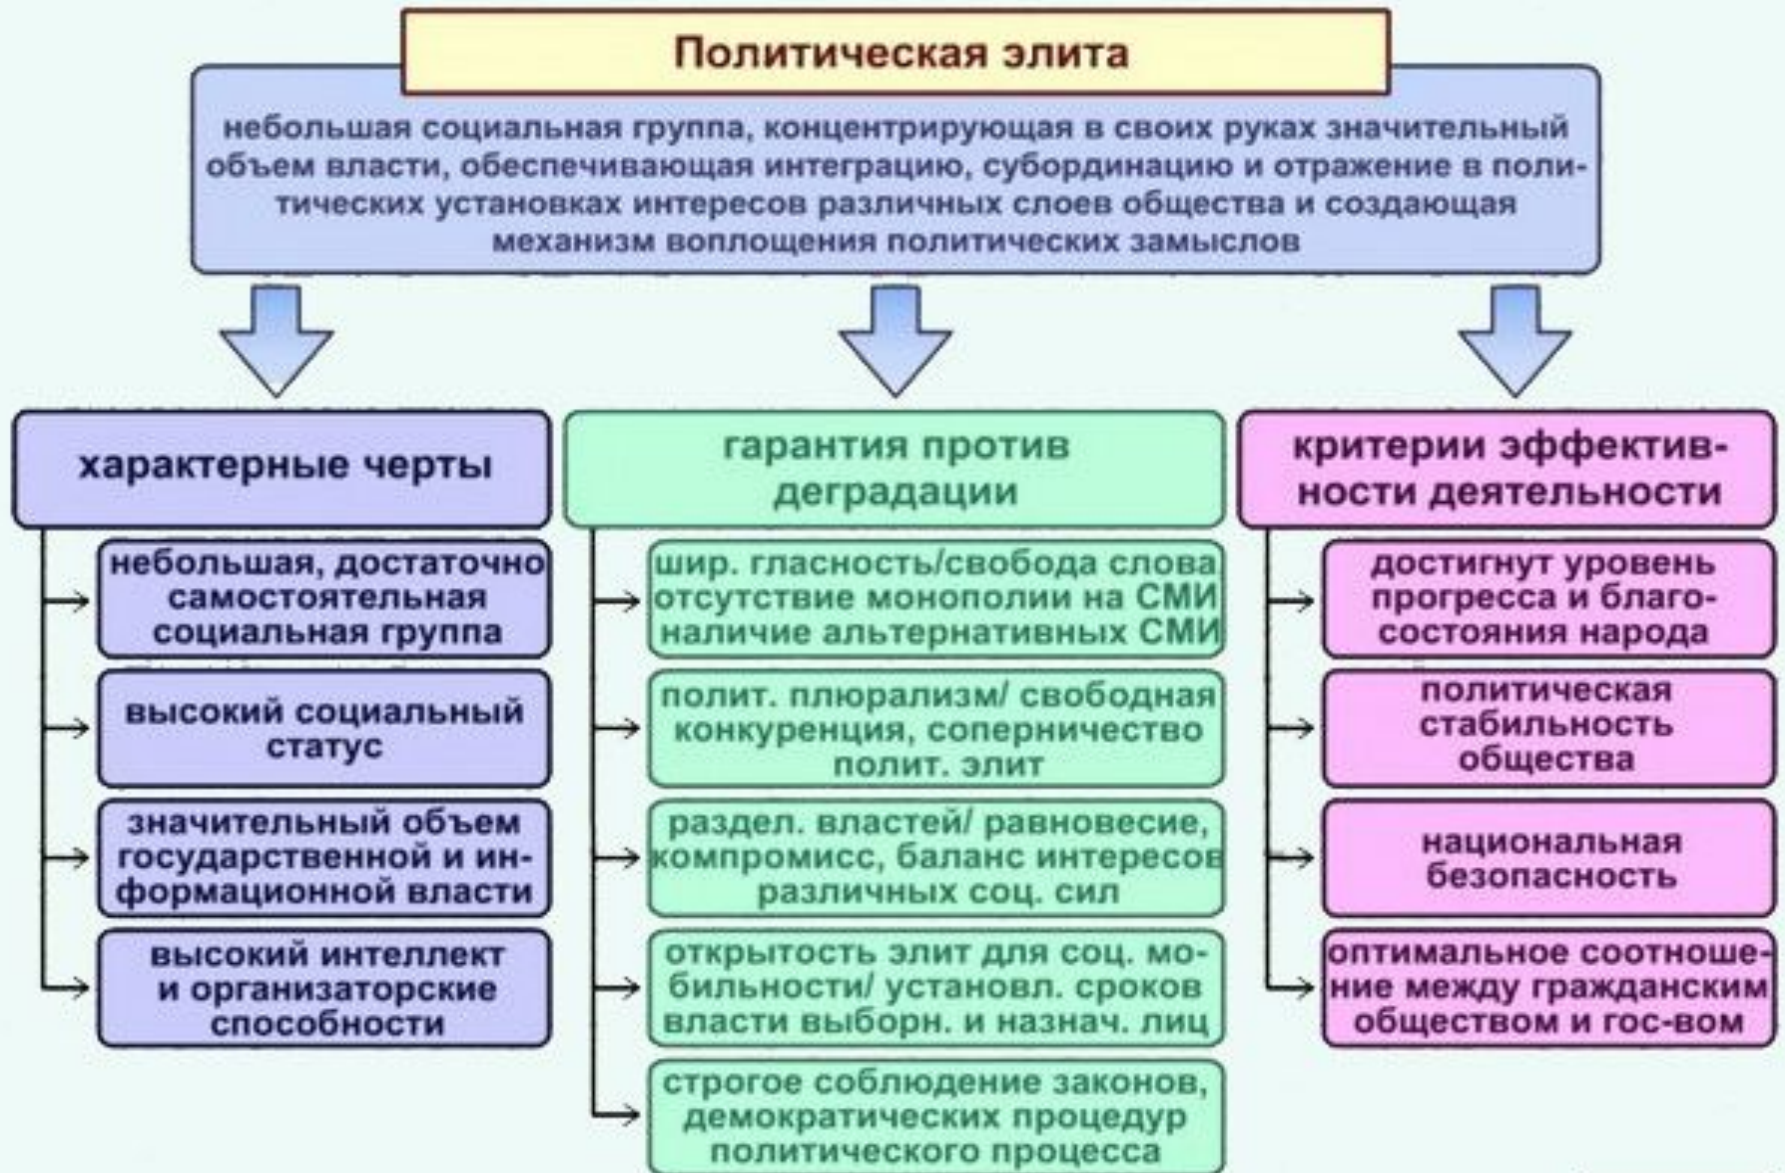 Политическая элита
небольшая социальная группа, концентрирующая в своих руках значительный
объем власти, обеспечивающая интеграцию, субординацию и отражение в поли-
тических установках интересов различных слоев общества и создающая
механизм воплощения политических замыслов
характерные черты
небольшая, достаточно
самостоятельная
социальная группа
высокий социальный
статус
значительный объем
государственной и ин-
формационной власти
высокий интеллект
и организаторские
способности
гарантия против
деградации
шир. гласность/свобода слова
отсутствие монополии на СМИ
наличие альтернативных СМИ
полит. плюрализм/ свободная
конкуренция, соперничество
полит. элит
раздел. властей/ равновесие,
компромисс, баланс интересов
различных соц. сил
открытость элит для соц. мо-
бильности/ установл. сроков
власти выборн. и назнач. лиц
строгое соблюдение законов,
демократических процедур
политического процесса
критерии эффектив-
ности деятельности
достигнут уровень
прогресса и благо-
состояния народа
политическая
стабильность
общества
национальная
безопасность
оптимальное соотноше-
ние между гражданским
обществом и гос-вом